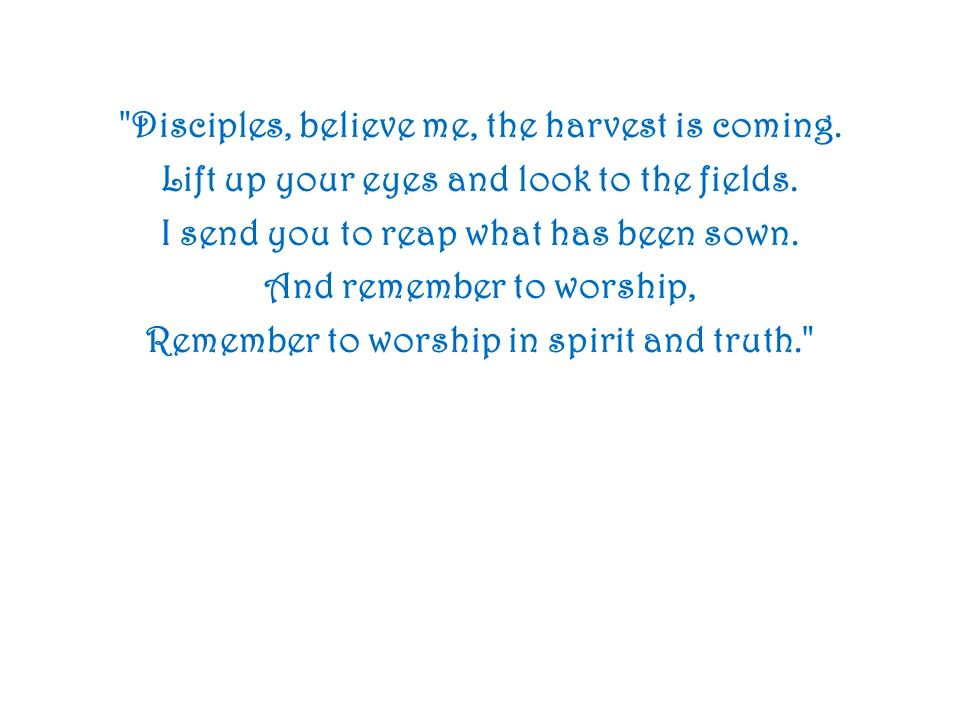 "Disciples, believe me, the harvest is coming.
Lift up your eyes and look to the fields.
I send you to reap what has been sown.
And remember to worship,
Remember to worship in spirit and truth."